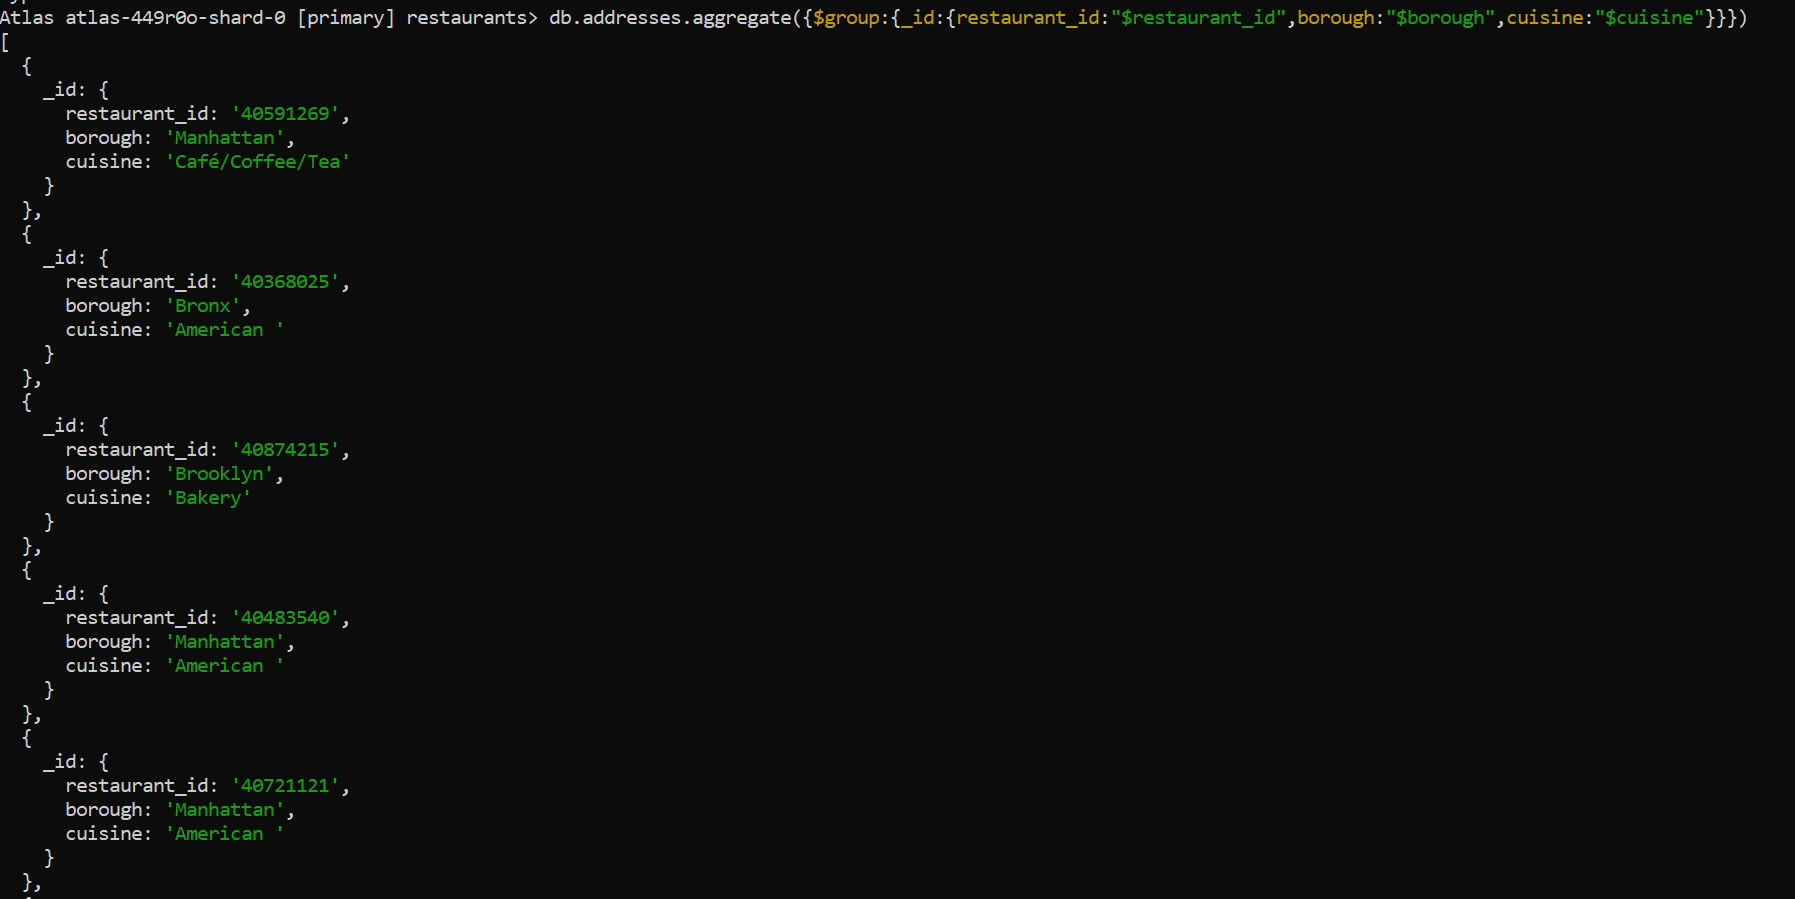 Atlas atlas-449r0o-shard-0 [primary] restaurants> db.addresses.aggregate({$group:{_id:{restaurant_id:"$restaurant_id",borough:"$borough",cuisine:"$cuisine"}}})
[
  {
    _id: {
      restaurant_id: '40591269',
      borough: 'Manhattan',
      cuisine: 'Café/Coffee/Tea'
    }
  },
  {
    _id: {
      restaurant_id: '40368025',
      borough: 'Bronx',
      cuisine: 'American '
    }
  },
  {
    _id: {
      restaurant_id: '40874215',
      borough: 'Brooklyn',
      cuisine: 'Bakery'
    }
  },
  {
    _id: {
      restaurant_id: '40483540',
      borough: 'Manhattan',
      cuisine: 'American '
    }
  },
  {
    _id: {
      restaurant_id: '40721121',
      borough: 'Manhattan',
      cuisine: 'American '
    }
  },